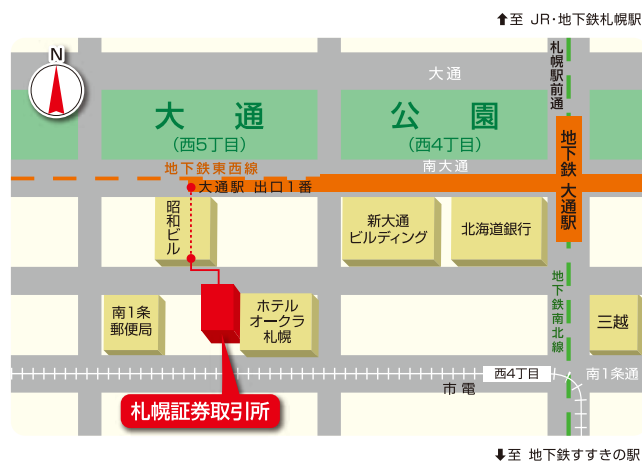 ⬆至 JR・地下鉄札幌駅
N
大通
札幌駅前通
大通
(西5丁目)
公園
(西4丁目)
地下鉄東西線
南大通
大通駅 出口1番
地下鉄 大通駅
昭和ビル
新大通
ビルディング
北海道銀行
地下鉄南北線
南1条
郵便局
ホテル
オークラ
札幌
三越
西4丁目
南1条通
市電
札幌証券取引所
⬇至 地下鉄すすきの駅